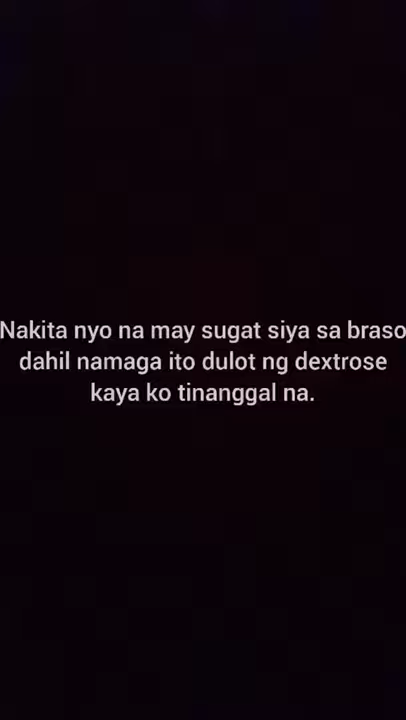 Nakita nyo na may sugat siya sa braso
dahil namaga ito dulot ng dextrose
kaya ko tinanggal na.